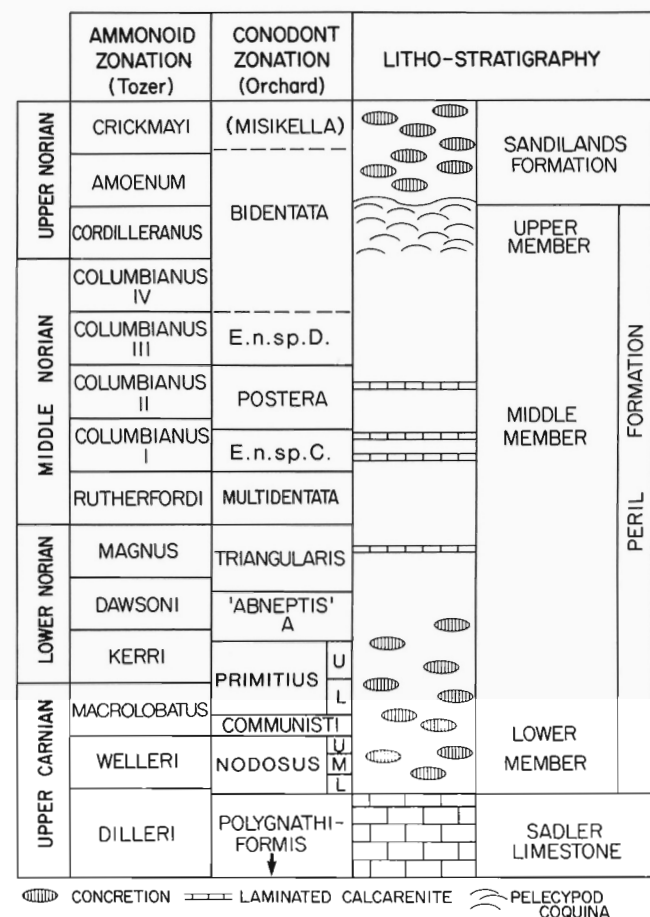 AMMONOID
ZONATION
(Tozer)
CONODONT
ZONATION
(Orchard)
LITHO-STRATIGRAPHY
UPPER NORIAN
MIDDLE NORIAN
LOWER NORIAN
UPPER CARNIAN
CRICKMAYI
AMOENUM
CORDILLERANUS
COLUMBIANUS
IV
COLUMBIANUS
III
COLUMBIANUS
II
COLUMBIANUS
I
RUTHERFORDI
MAGNUS
DAWSONI
KERRI
MACROLOBATUS
WELLERI
DILLERI
(MISIKELLA)
BIDENTATA
E.n.sp.D.
POSTERA
E.n.sp.C.
MULTIDENTATA
TRIANGULARIS
'ABNEPTIS'
A
PRIMITIUS
U
L
COMMUNISTI
NODOSUS
U
M
L
POLYGNATHI-
FORMIS
SANDILANDS
FORMATION
UPPER
MEMBER
MIDDLE
MEMBER
LOWER
MEMBER
PERIL FORMATION
SADLER
LIMESTONE
CONCRETION
LAMINATED CALCARENITE
PELECYPOD
COQUINA